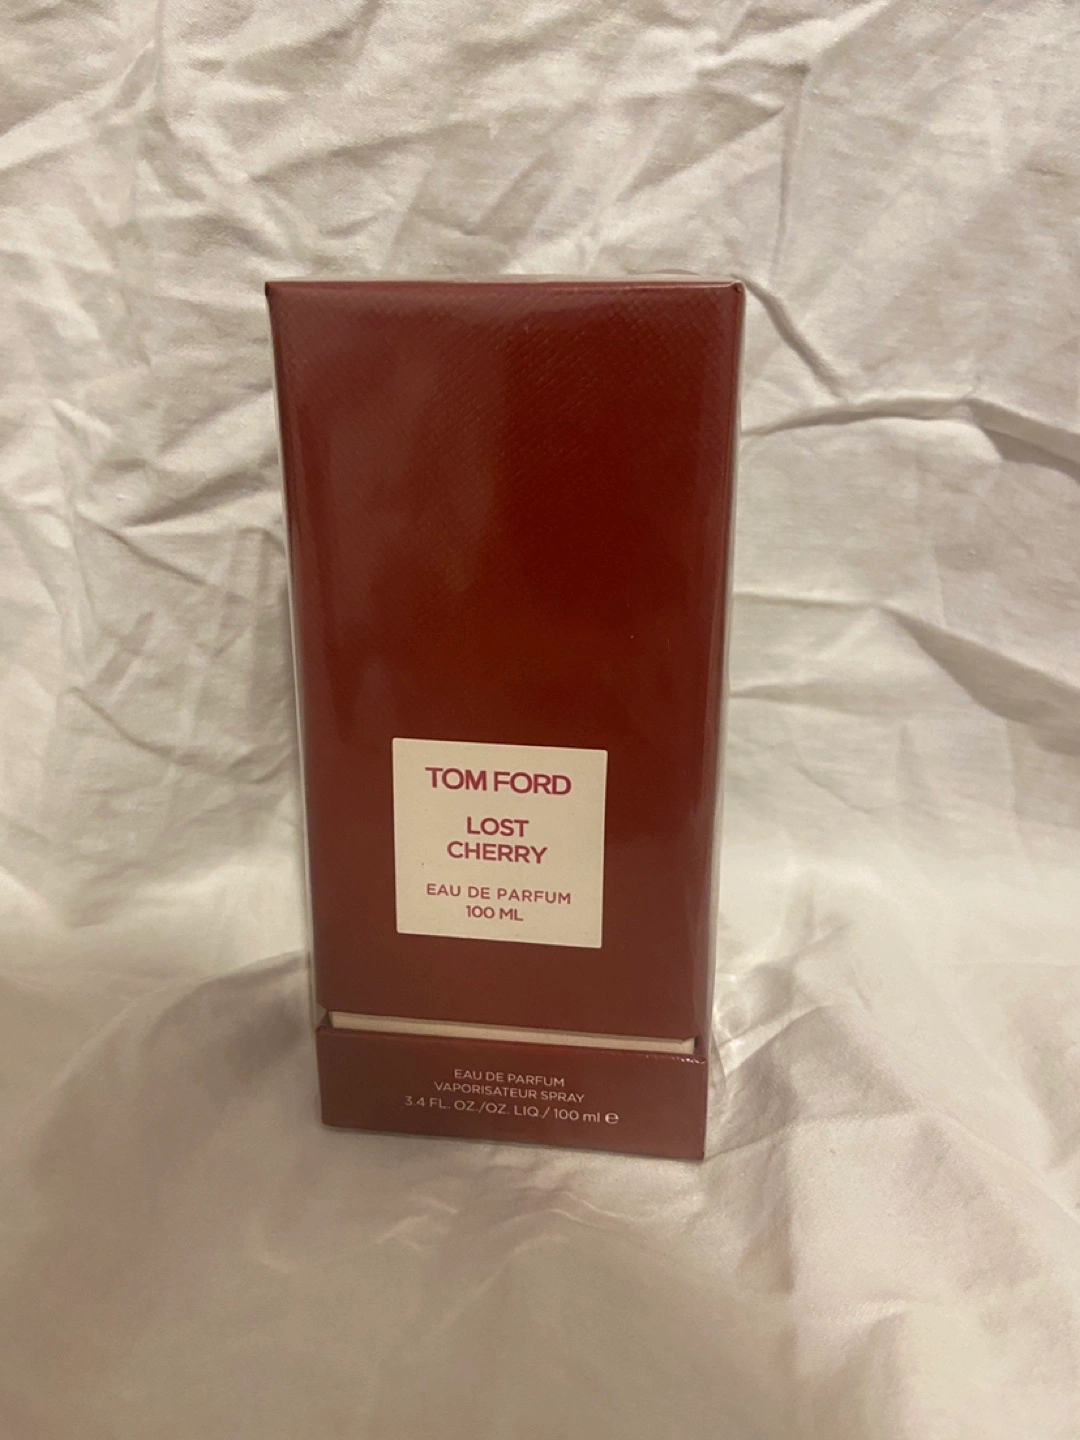 TOM FORD
LOST
CHERRY
EAU DE PARFUM
100 ML
EAU DE PARFUM
VAPORISATEUR SPRAY
3.4 FL. OZ./OZ. LIQ./ 100 ml ℮